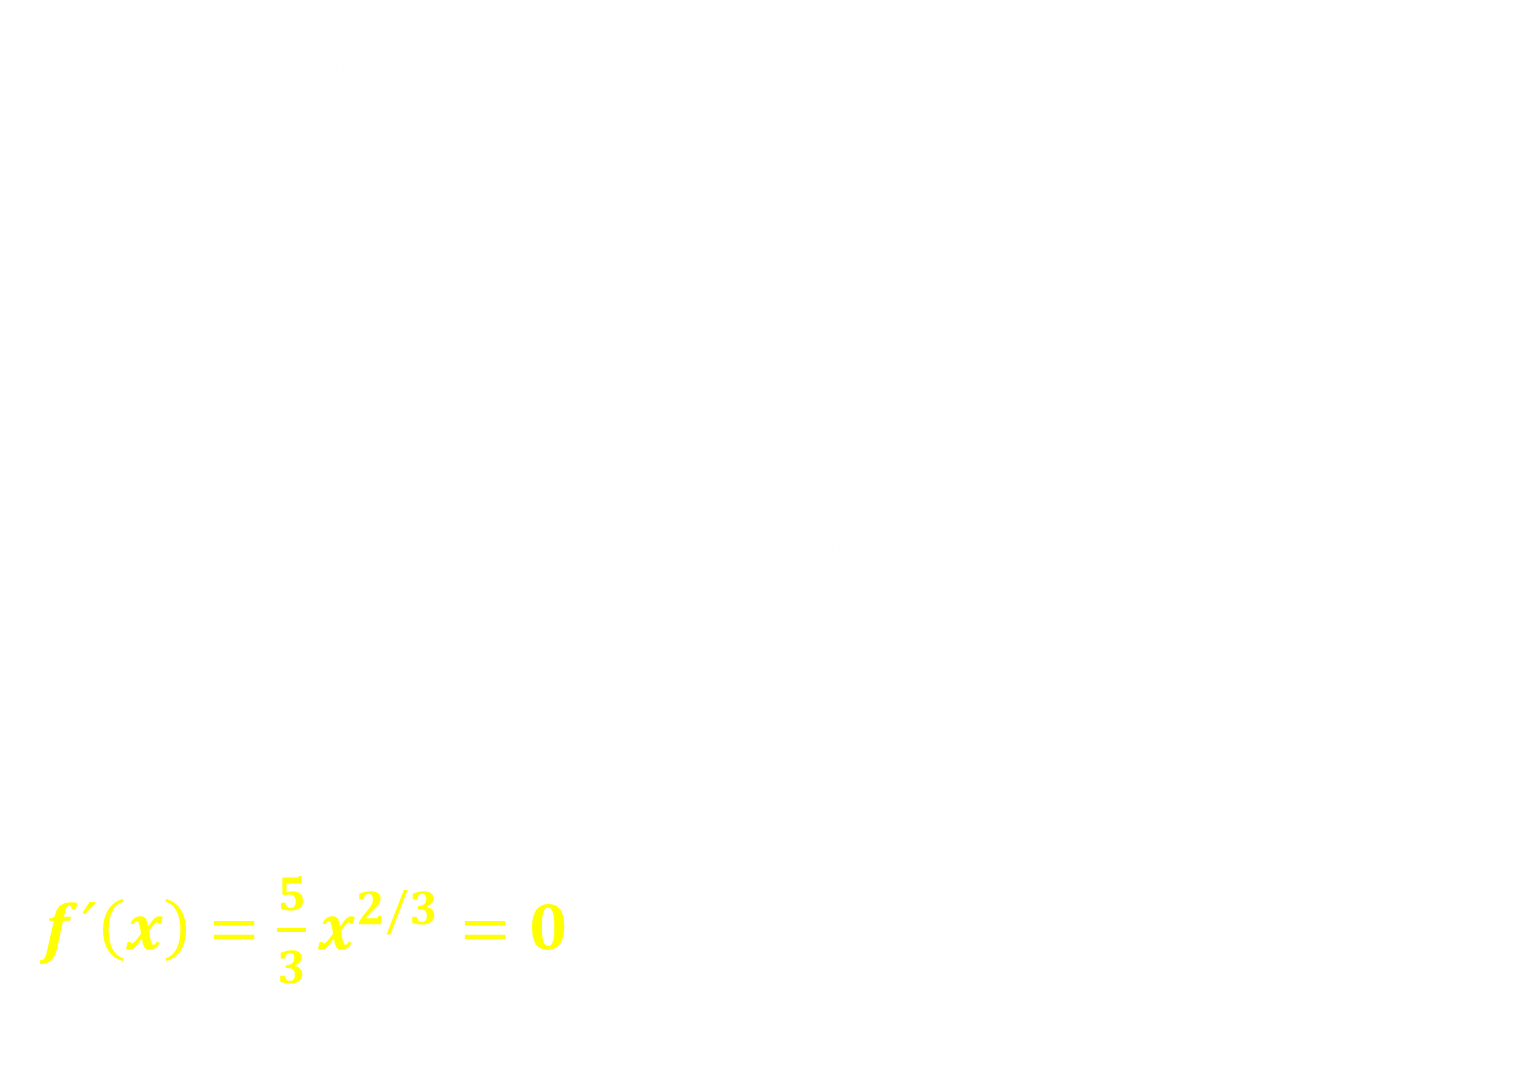 f´(x) = 5/3 x^{2/3} = 0